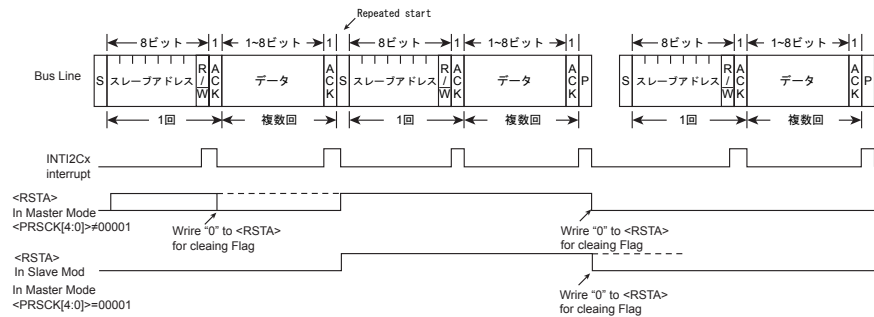 Repeated start
8ビット 1 1~8ビット 1 8ビット 1 1~8ビット 1 8ビット 1 1~8ビット 1
Bus Line S スレーブアドレス R/W ACK データ ACK S スレーブアドレス R/W ACK データ ACK P S スレーブアドレス R/W ACK データ ACK P
1回 複数回 1回 複数回 1回 複数回
INTI2Cx
interrupt
<RSTA>
In Master Mode
<PRSCK[4:0]>≠00001
Wrire “0” to <RSTA>
for cleaing Flag
Wrire “0” to <RSTA>
for cleaing Flag
<RSTA>
In Slave Mod
In Master Mode
<PRSCK[4:0]>=00001
Wrire “0” to <RSTA>
for cleaing Flag